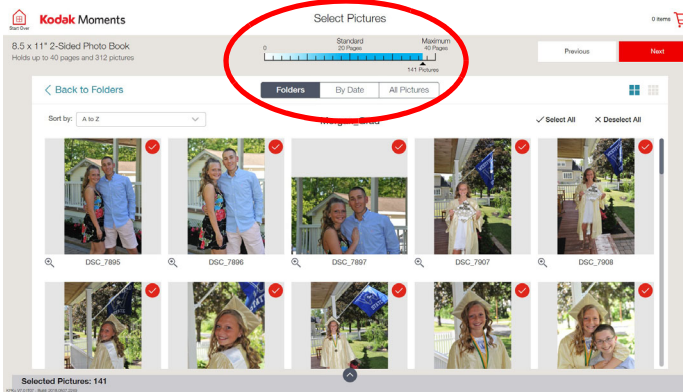 Start Over
Kodak Moments
Select Pictures
0 items
8.5 x 11" 2-Sided Photo Book
Holds up to 40 pages and 312 pictures
0
Standard
20 Pages
Maximum
40 Pages
141 Pictures
Previous
Next
Back to Folders
Folders
By Date
All Pictures
Sort by:
A to Z
Select All
Deselect All
DSC_7895
DSC_7896
DSC_7897
DSC_7907
DSC_7908
Selected Pictures: 141